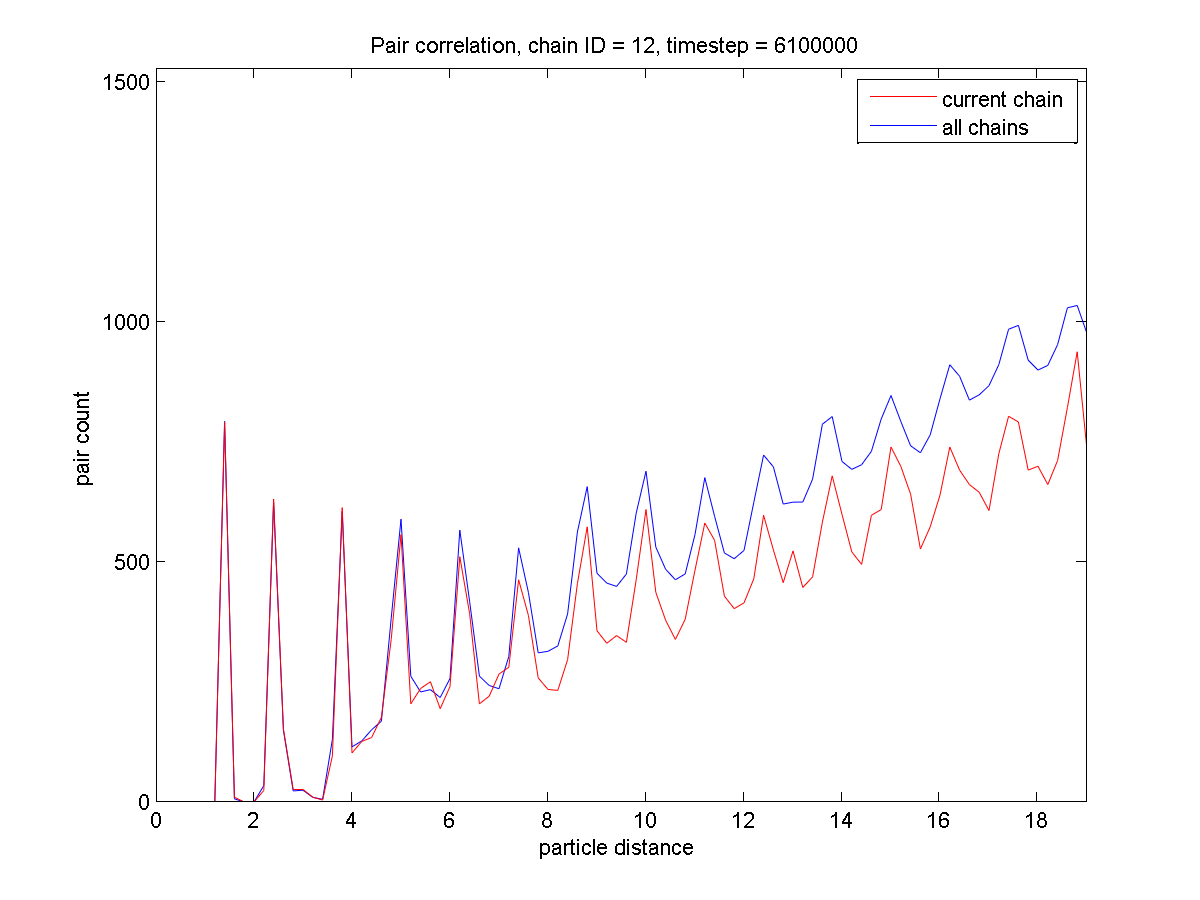 Pair correlation, chain ID = 12, timestep = 6100000
1500
current chain
all chains
1000
pair count
500
0
0 2 4 6 8 10 12 14 16 18
particle distance